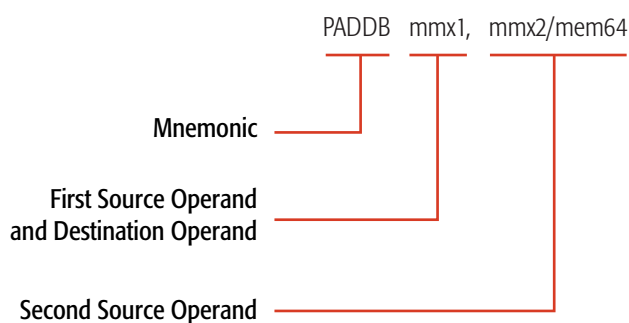 PADDB mmx1, mmx2/mem64
Mnemonic
First Source Operand
and Destination Operand
Second Source Operand